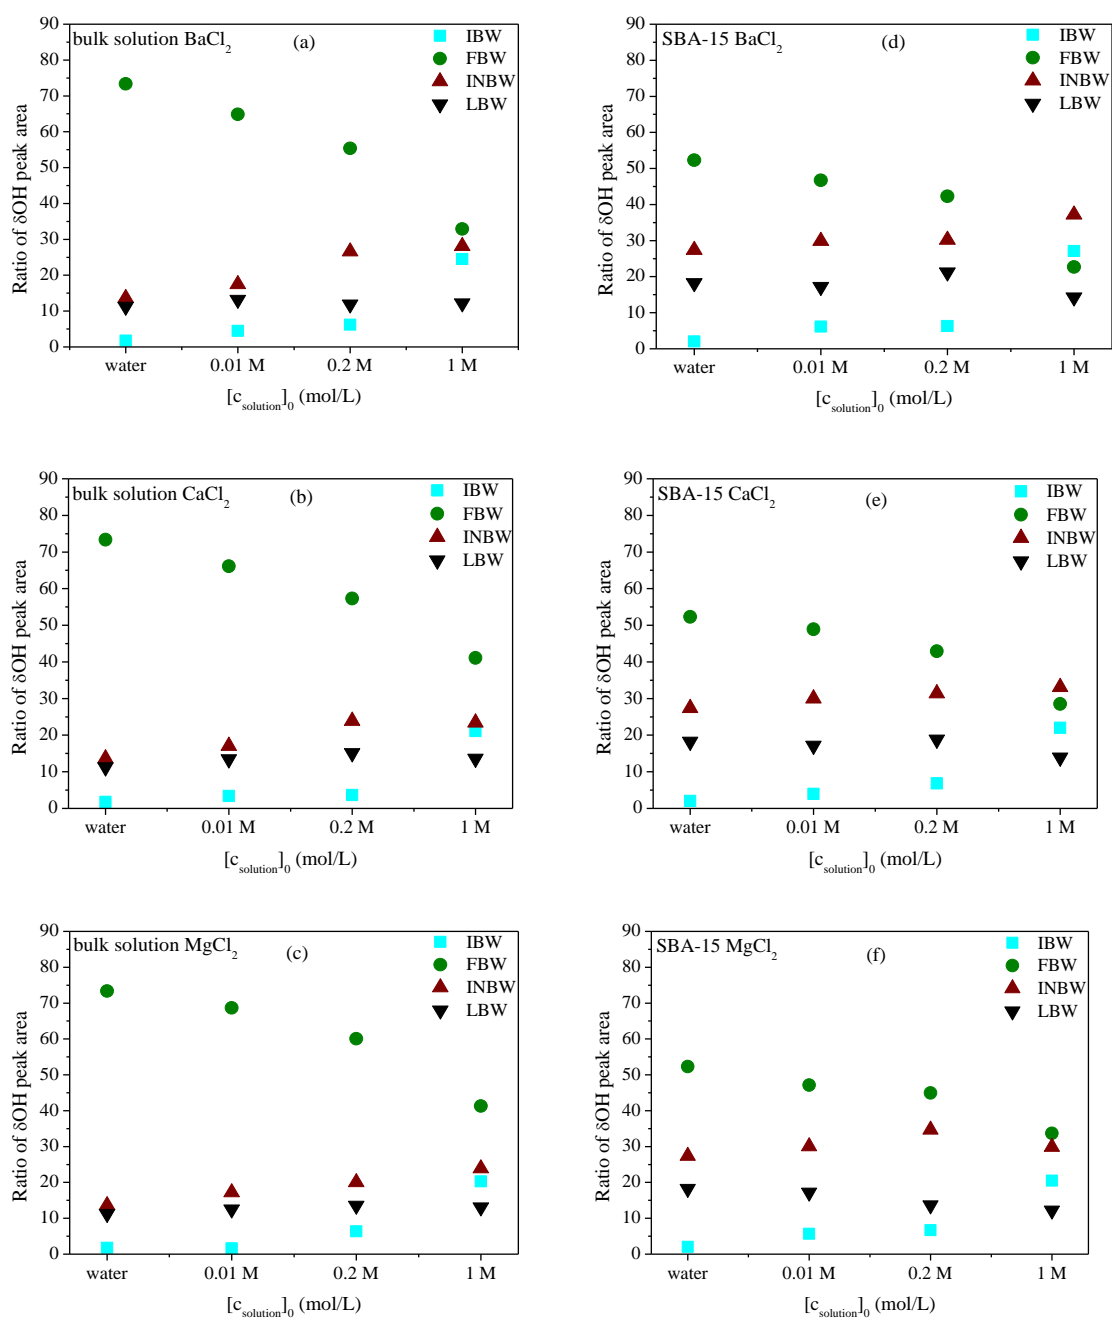 bulk solution BaCl2
(a)
IBW
FBW
INBW
LBW
90
80
70
60
50
40
30
20
10
0
Ratio of δOH peak area
water
0.01 M
0.2 M
1 M
[csolution]0 (mol/L)
SBA-15 BaCl2
(d)
IBW
FBW
INBW
LBW
90
80
70
60
50
40
30
20
10
0
Ratio of δOH peak area
water
0.01 M
0.2 M
1 M
[csolution]0 (mol/L)
bulk solution CaCl2
(b)
IBW
FBW
INBW
LBW
90
80
70
60
50
40
30
20
10
0
Ratio of δOH peak area
water
0.01 M
0.2 M
1 M
[csolution]0 (mol/L)
SBA-15 CaCl2
(e)
IBW
FBW
INBW
LBW
90
80
70
60
50
40
30
20
10
0
Ratio of δOH peak area
water
0.01 M
0.2 M
1 M
[csolution]0 (mol/L)
bulk solution MgCl2
(c)
IBW
FBW
INBW
LBW
90
80
70
60
50
40
30
20
10
0
Ratio of δOH peak area
water
0.01 M
0.2 M
1 M
[csolution]0 (mol/L)
SBA-15 MgCl2
(f)
IBW
FBW
INBW
LBW
90
80
70
60
50
40
30
20
10
0
Ratio of δOH peak area
water
0.01 M
0.2 M
1 M
[csolution]0 (mol/L)